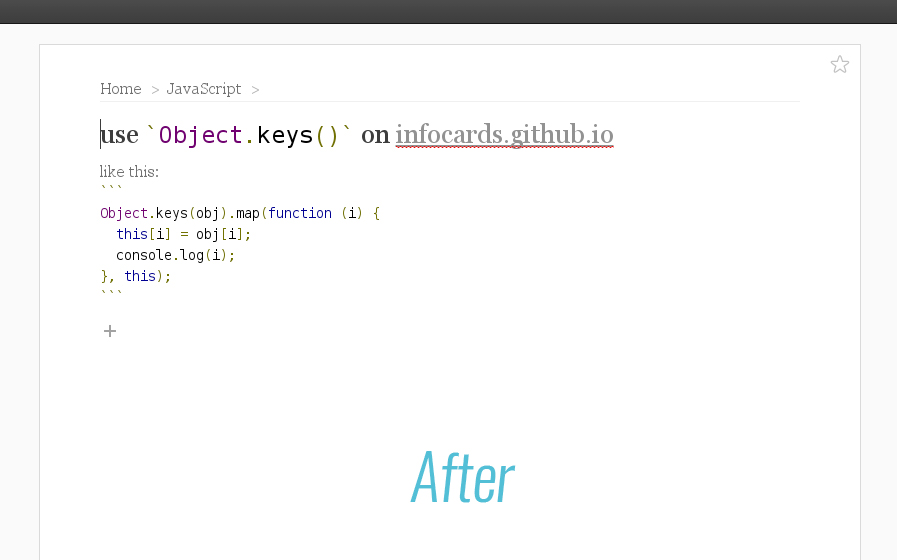 Home > JavaScript >
use `Object.keys()` on infocards.github.io
like this:
```
Object.keys(obj).map(function (i) {
  this[i] = obj[i];
  console.log(i);
}, this);
```
+
After